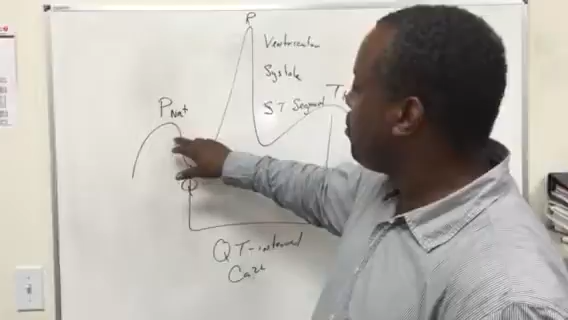 R
Ventricular
Systole
ST Segment
T
P Na+
Q
QT-interval
Ca2+